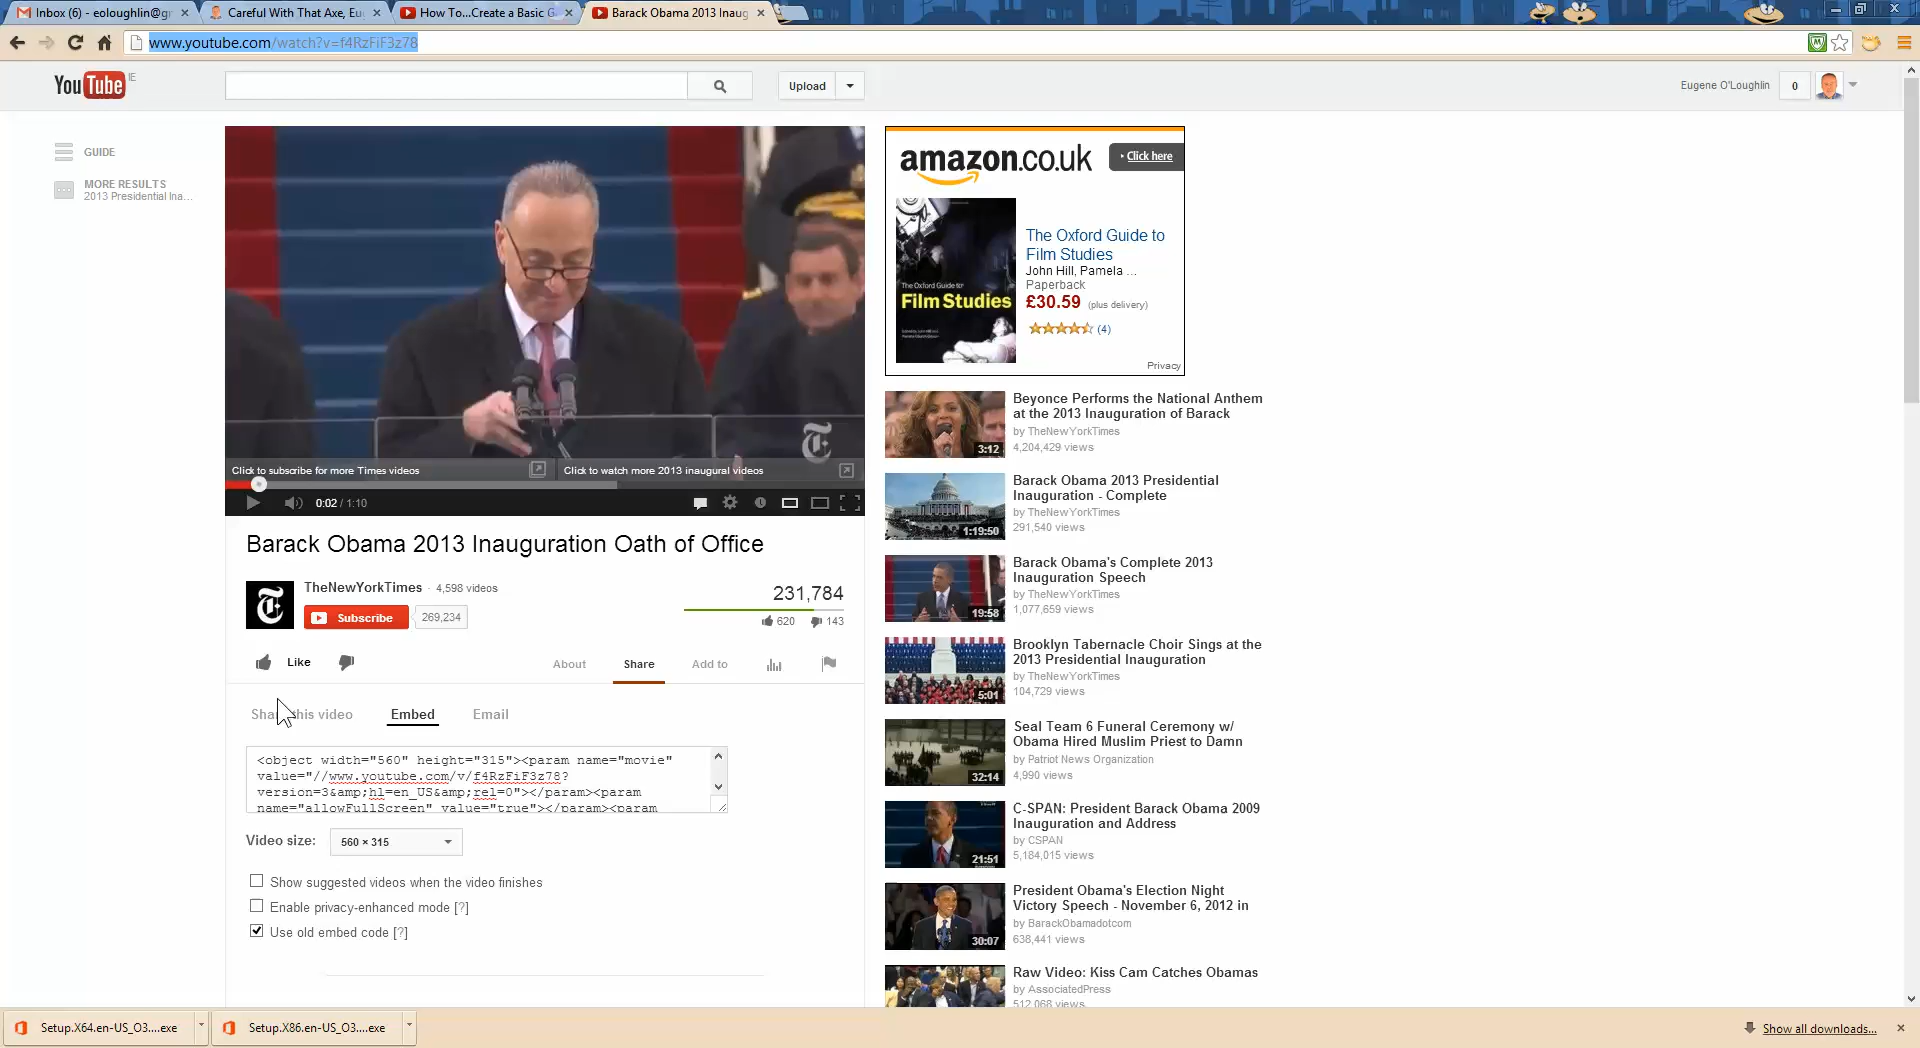 Inbox (6) - eoloughlin@gr
Careful With That Axe, Eu
How To...Create a Basic G
Barack Obama 2013 Inaug
www.youtube.com/watch?v=f4RzFiF3z78
YouTube IE
Upload
Eugene O'Loughlin
0
GUIDE
MORE RESULTS
2013 Presidential Ina...
Click to subscribe for more Times videos
Click to watch more 2013 inaugural videos
0:02 / 1:10
Barack Obama 2013 Inauguration Oath of Office
TheNewYorkTimes · 4,598 videos
Subscribe
269,234
231,784
620
143
Like
About
Share
Add to
Share this video
Embed
Email
<object width="560" height="315"><param name="movie"
value="//www.youtube.com/v/f4RzFiF3z78?
version=3&amp;hl=en_US&amp;rel=0"></param><param
name="allowFullScreen" value="true"></param><param
Video size:
560 × 315
Show suggested videos when the video finishes
Enable privacy-enhanced mode [?]
Use old embed code [?]
amazon.co.uk
Click here
The Oxford Guide to
Film Studies
The Oxford Guide to
Film Studies
John Hill, Pamela ...
Paperback
£30.59 (plus delivery)
(4)
Privacy
Beyonce Performs the National Anthem
at the 2013 Inauguration of Barack
by TheNewYorkTimes
4,204,429 views
3:12
Barack Obama 2013 Presidential
Inauguration - Complete
by TheNewYorkTimes
291,540 views
1:19:50
Barack Obama's Complete 2013
Inauguration Speech
by TheNewYorkTimes
1,077,659 views
19:58
Brooklyn Tabernacle Choir Sings at the
2013 Presidential Inauguration
by TheNewYorkTimes
104,729 views
5:01
Seal Team 6 Funeral Ceremony w/
Obama Hired Muslim Priest to Damn
by Patriot News Organization
4,990 views
32:14
C-SPAN: President Barack Obama 2009
Inauguration and Address
by CSPAN
5,184,015 views
21:51
President Obama's Election Night
Victory Speech - November 6, 2012 in
by BarackObamadotcom
638,441 views
30:07
Raw Video: Kiss Cam Catches Obamas
by AssociatedPress
512,068 views
Setup.X64.en-US_O3....exe
Setup.X86.en-US_O3....exe
Show all downloads...